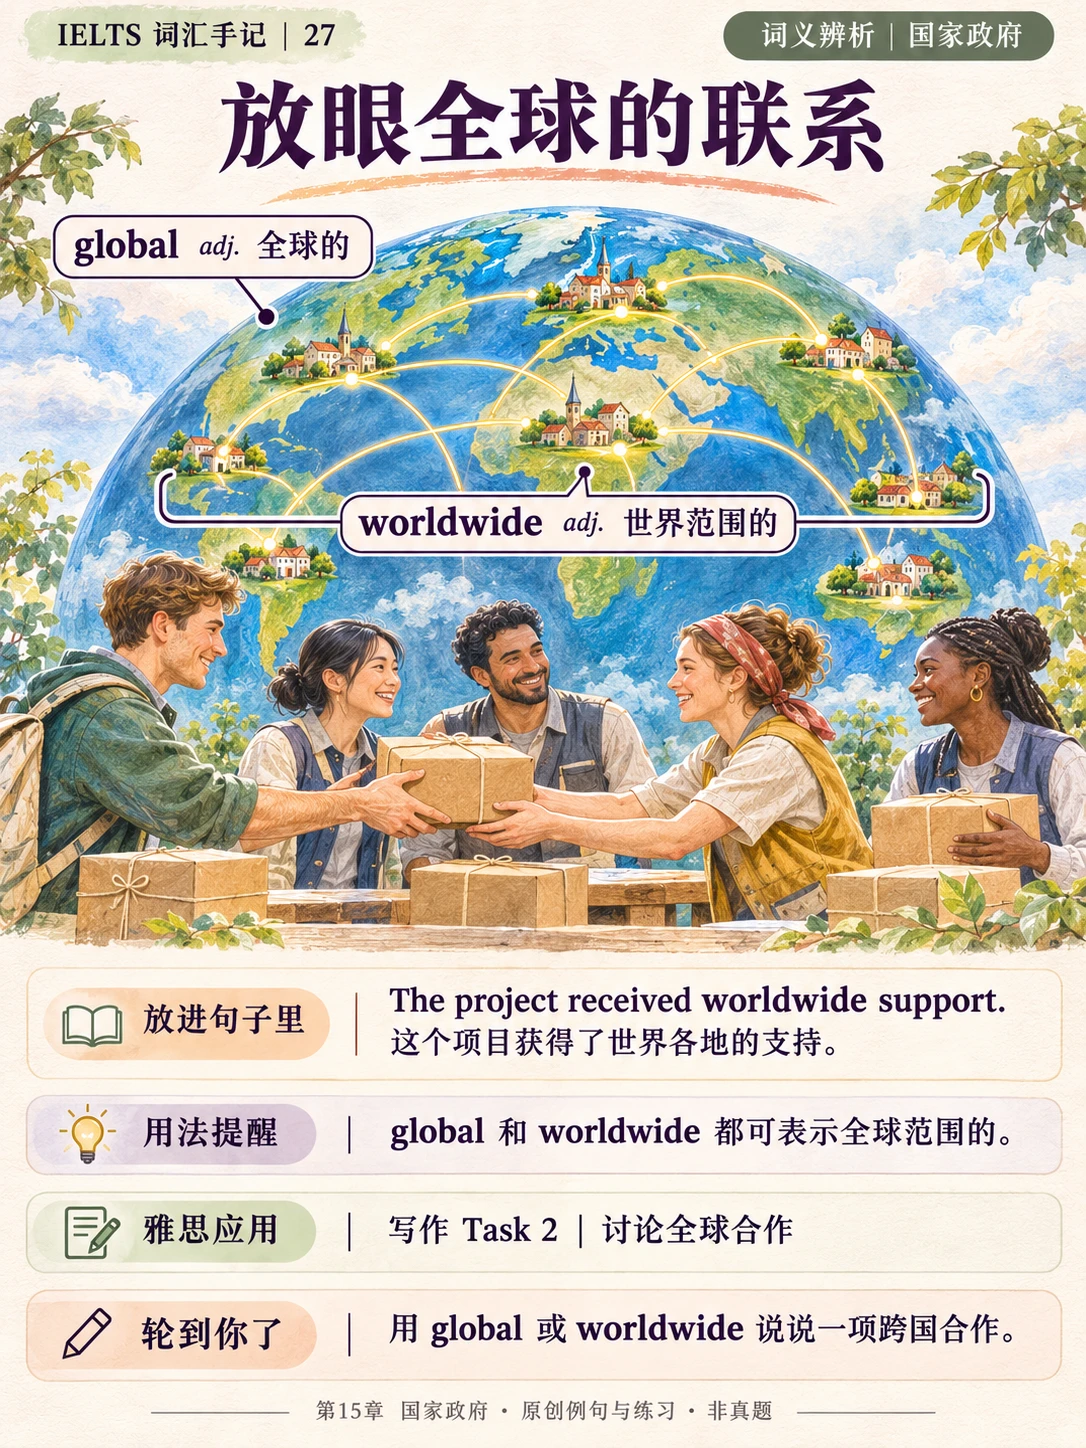 IELTS 词汇手记 | 27
词义辨析 | 国家政府
放眼全球的联系
global adj. 全球的
worldwide adj. 世界范围的
放进句子里
The project received worldwide support.
这个项目获得了世界各地的支持。
用法提醒
global 和 worldwide 都可表示全球范围的。
雅思应用
写作 Task 2 | 讨论全球合作
轮到你了
用 global 或 worldwide 说说一项跨国合作。
第15章 国家政府 • 原创例句与练习 • 非真题